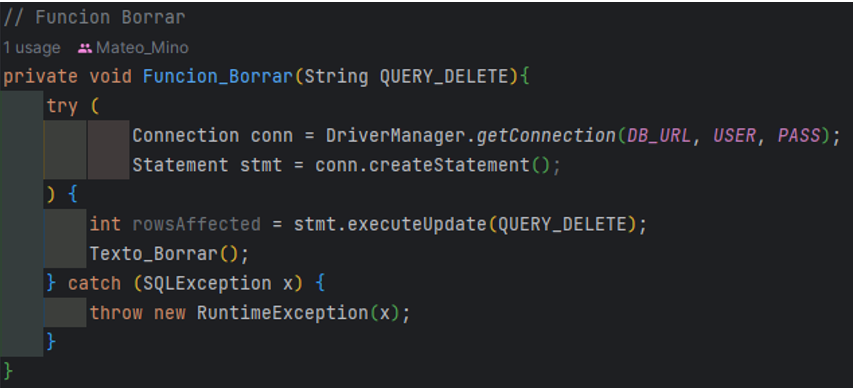 // Funcion Borrar
1 usage Mateo_Mino
private void Funcion_Borrar(String QUERY_DELETE){
try (
Connection conn = DriverManager.getConnection(DB_URL, USER, PASS);
Statement stmt = conn.createStatement();
) {
int rowsAffected = stmt.executeUpdate(QUERY_DELETE);
Texto_Borrar();
} catch (SQLException x) {
throw new RuntimeException(x);
}
}